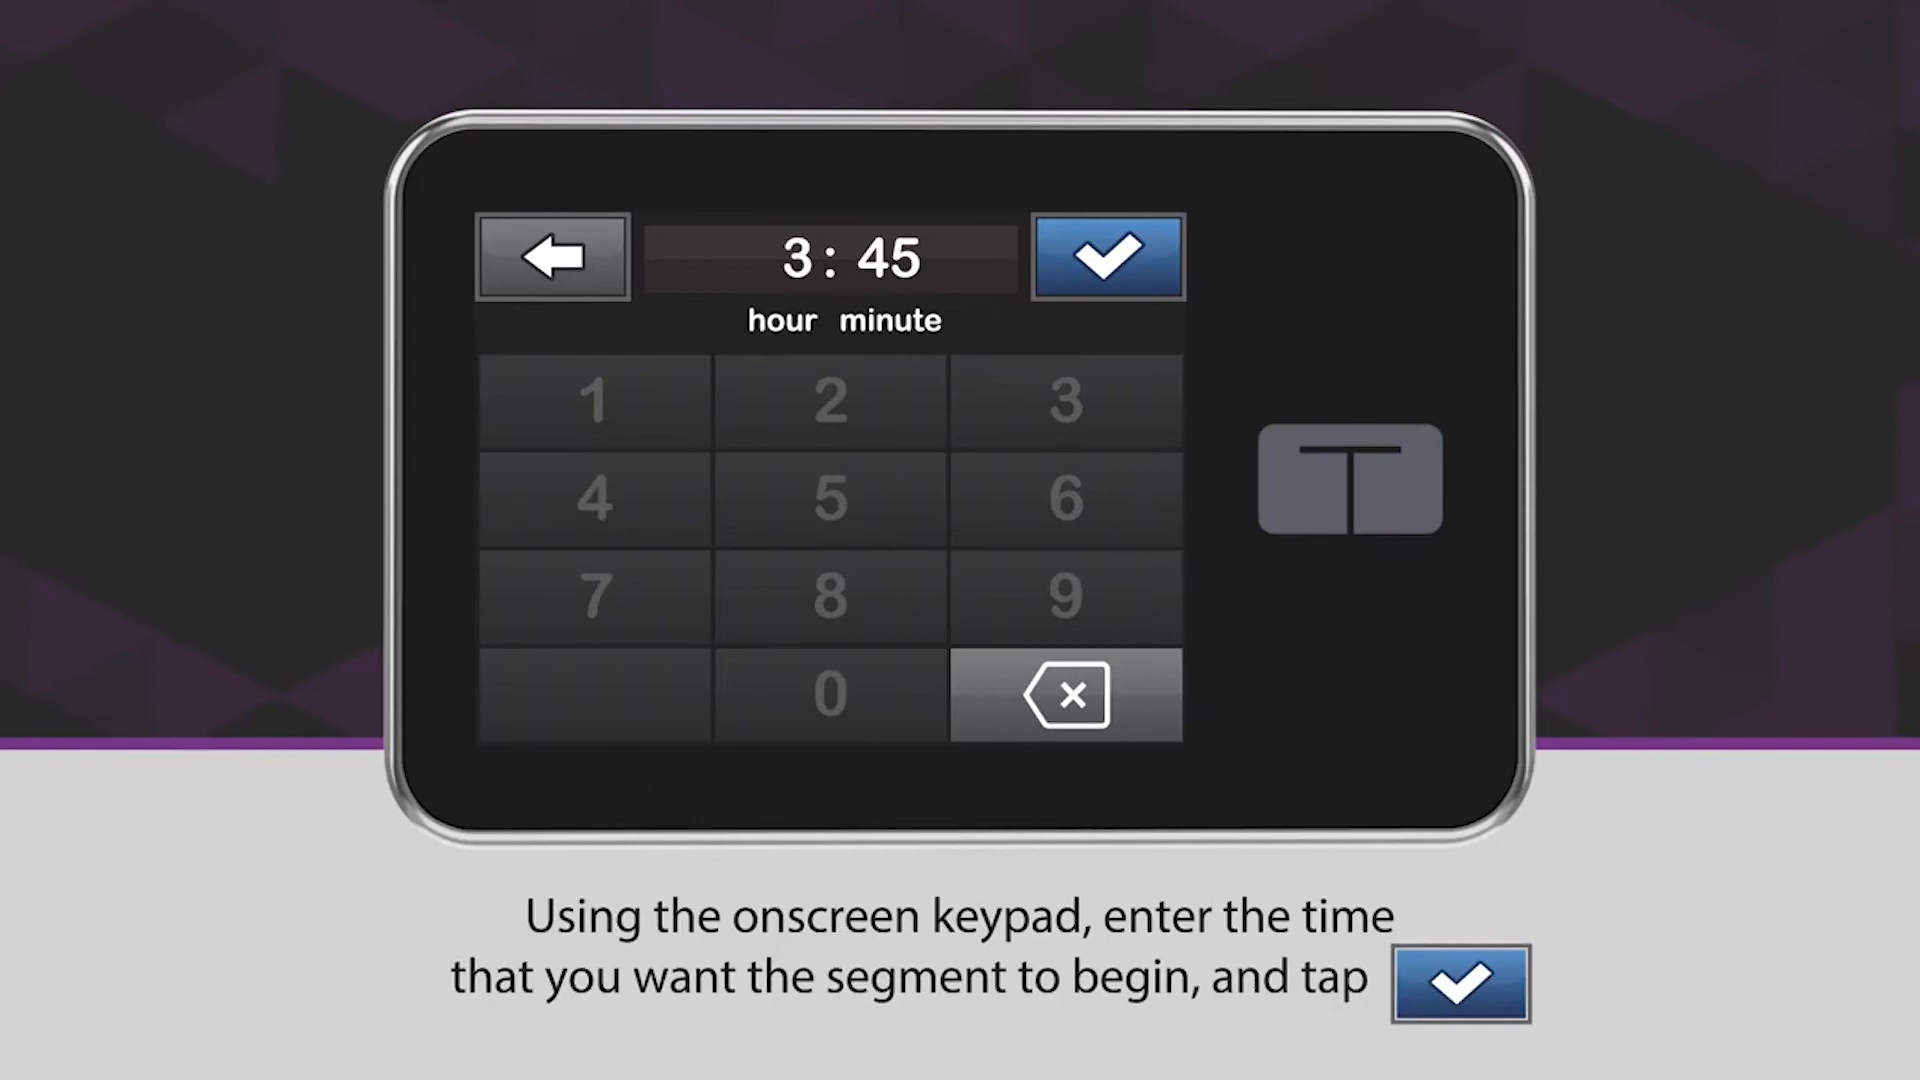 3: 45
hour minute
1 2 3
4 5 6
7 8 9
0
Using the onscreen keypad, enter the time
that you want the segment to begin, and tap